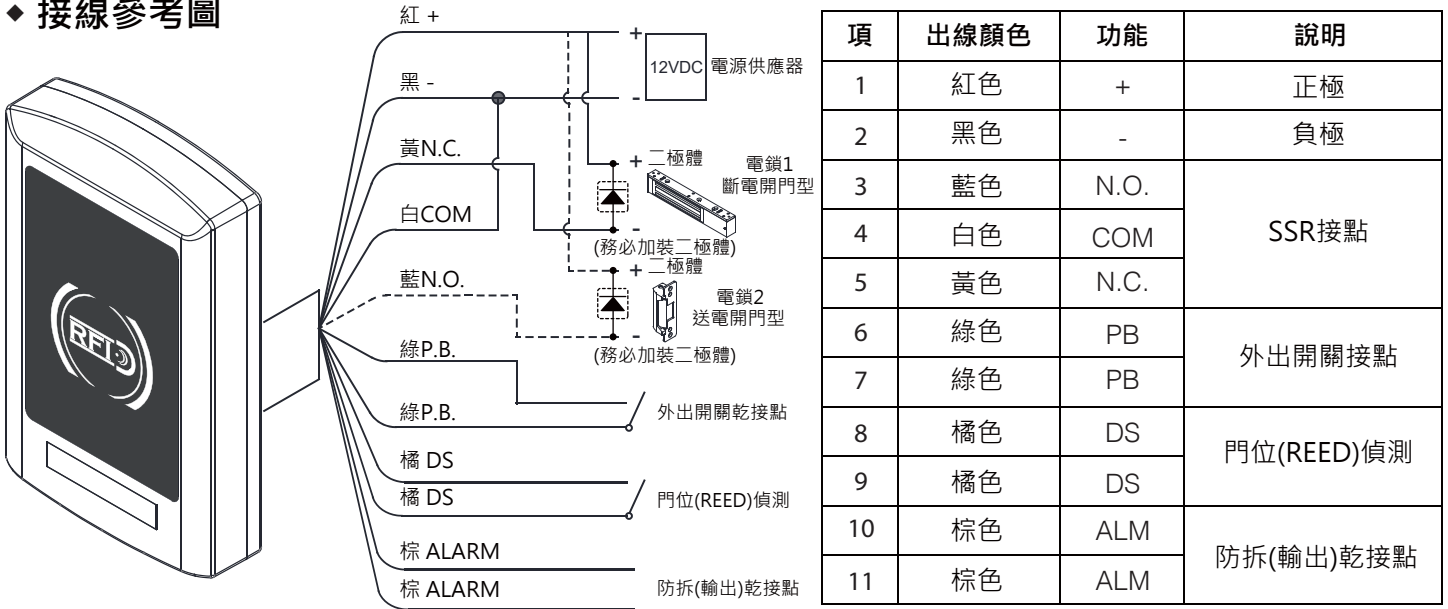 ◆ 接線參考圖
紅 +
+
12VDC 電源供應器
黑 -
-
黃N.C.
+ 二極體
電鎖1
斷電開門型
白COM
-
(務必加裝二極體)
+ 二極體
藍N.O.
電鎖2
送電開門型
-
(務必加裝二極體)
綠P.B.
綠P.B.
外出開關乾接點
橘 DS
橘 DS
門位(REED)偵測
棕 ALARM
棕 ALARM
防拆(輸出)乾接點
RFID
項 出線顏色 功能 說明
1 紅色 + 正極
2 黑色 - 負極
3 藍色 N.O.
4 白色 COM SSR接點
5 黃色 N.C.
6 綠色 PB
外出開關接點
7 綠色 PB
8 橘色 DS
門位(REED)偵測
9 橘色 DS
10 棕色 ALM
防拆(輸出)乾接點
11 棕色 ALM